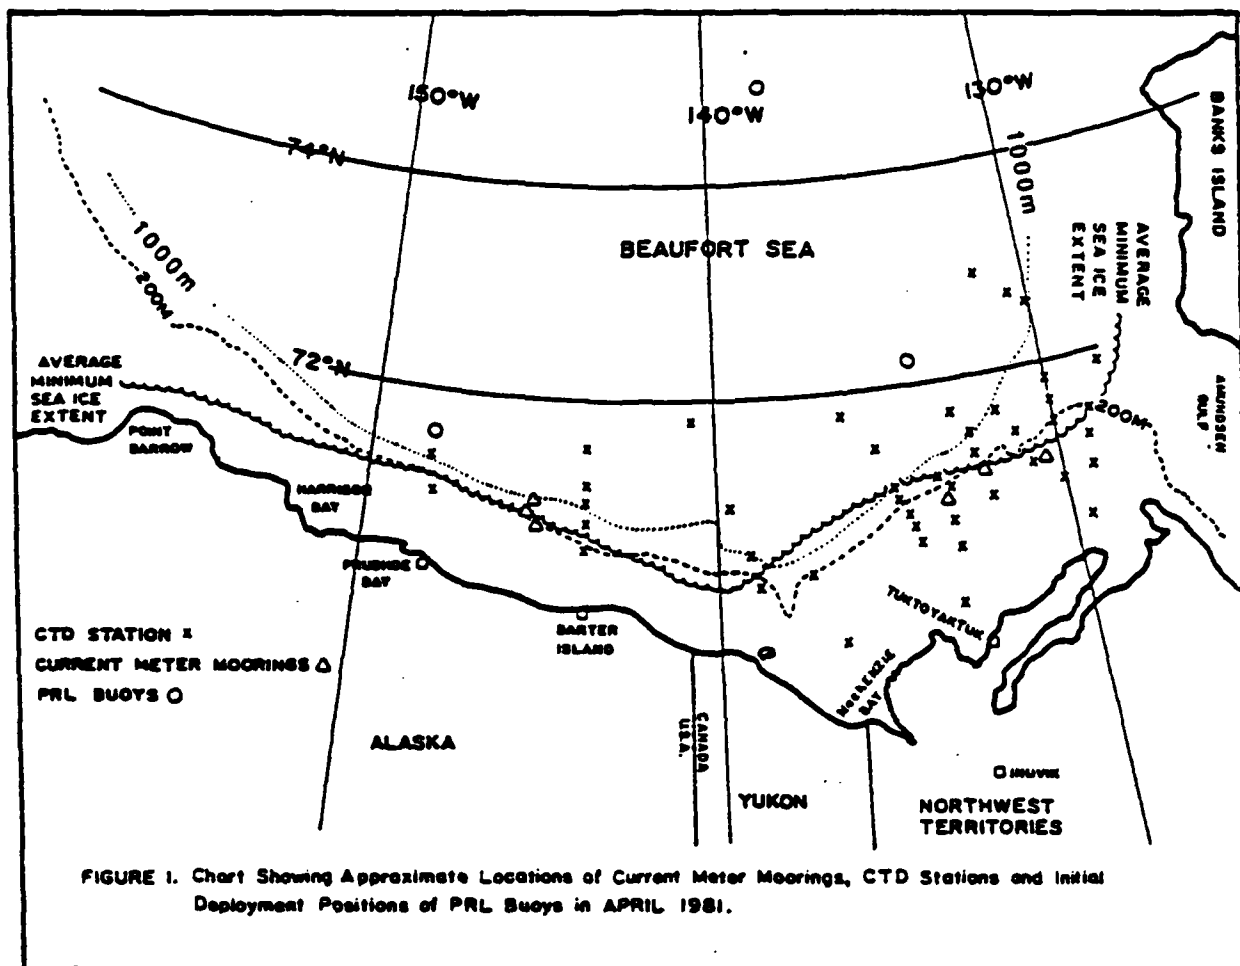 150°W
140°W
130°W
74°N
1000m
BANKS ISLAND
1000m
200M
BEAUFORT SEA
AVERAGE
MINIMUM
SEA ICE
EXTENT
72°N
AVERAGE
MINIMUM
SEA ICE
EXTENT
POINT
BARROW
200M
AMUNDSEN
GULF
HARRISON
BAY
PRUDHOE
BAY
TUKTOYAKTUK
BARTER
ISLAND
MACKENZIE
BAY
CTD STATION x
CURRENT METER MOORINGS △
PRL BUOYS ○
ALASKA
CANADA
U.S.A.
YUKON
INUVIK
NORTHWEST
TERRITORIES
FIGURE 1. Chart Showing Approximate Locations of Current Meter Moorings, CTD Stations and Initial
Deployment Positions of PRL Buoys in APRIL 1981.